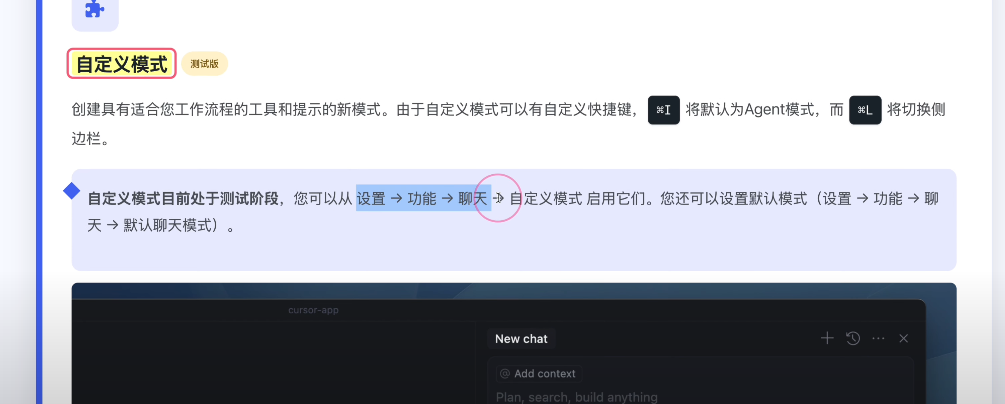 自定义模式 测试版
创建具有适合您工作流程的工具和提示的新模式。由于自定义模式可以有自定义快捷键， ⌘I 将默认为Agent模式，而 ⌘L 将切换侧
边栏。
自定义模式目前处于测试阶段，您可以从 设置 → 功能 → 聊天 → 自定义模式 启用它们。您还可以设置默认模式（设置 → 功能 → 聊
天 → 默认聊天模式）。
cursor-app
New chat
@ Add context
Plan, search, build anything